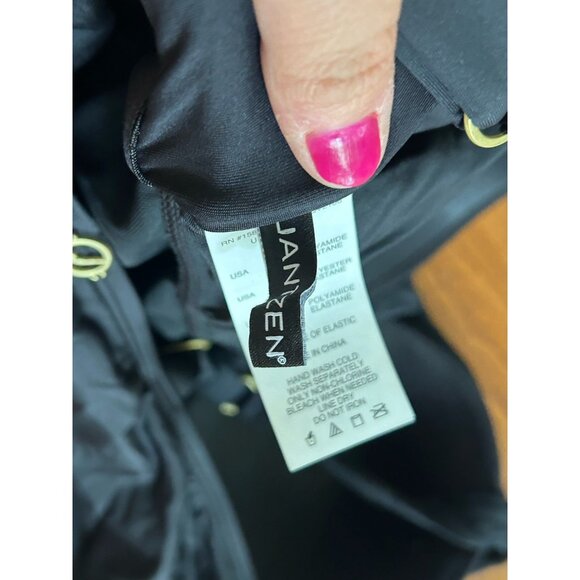 JANTZEN
RN #158
U
USA
POLYAMIDE
ELASTANE
USA
POLYESTER
ELASTANE
POLYAMIDE
ELASTANE
OF ELASTIC
IN CHINA
HAND WASH COLD
WASH SEPARATELY
ONLY NON-CHLORINE
BLEACH WHEN NEEDED
LINE DRY
DO NOT IRON